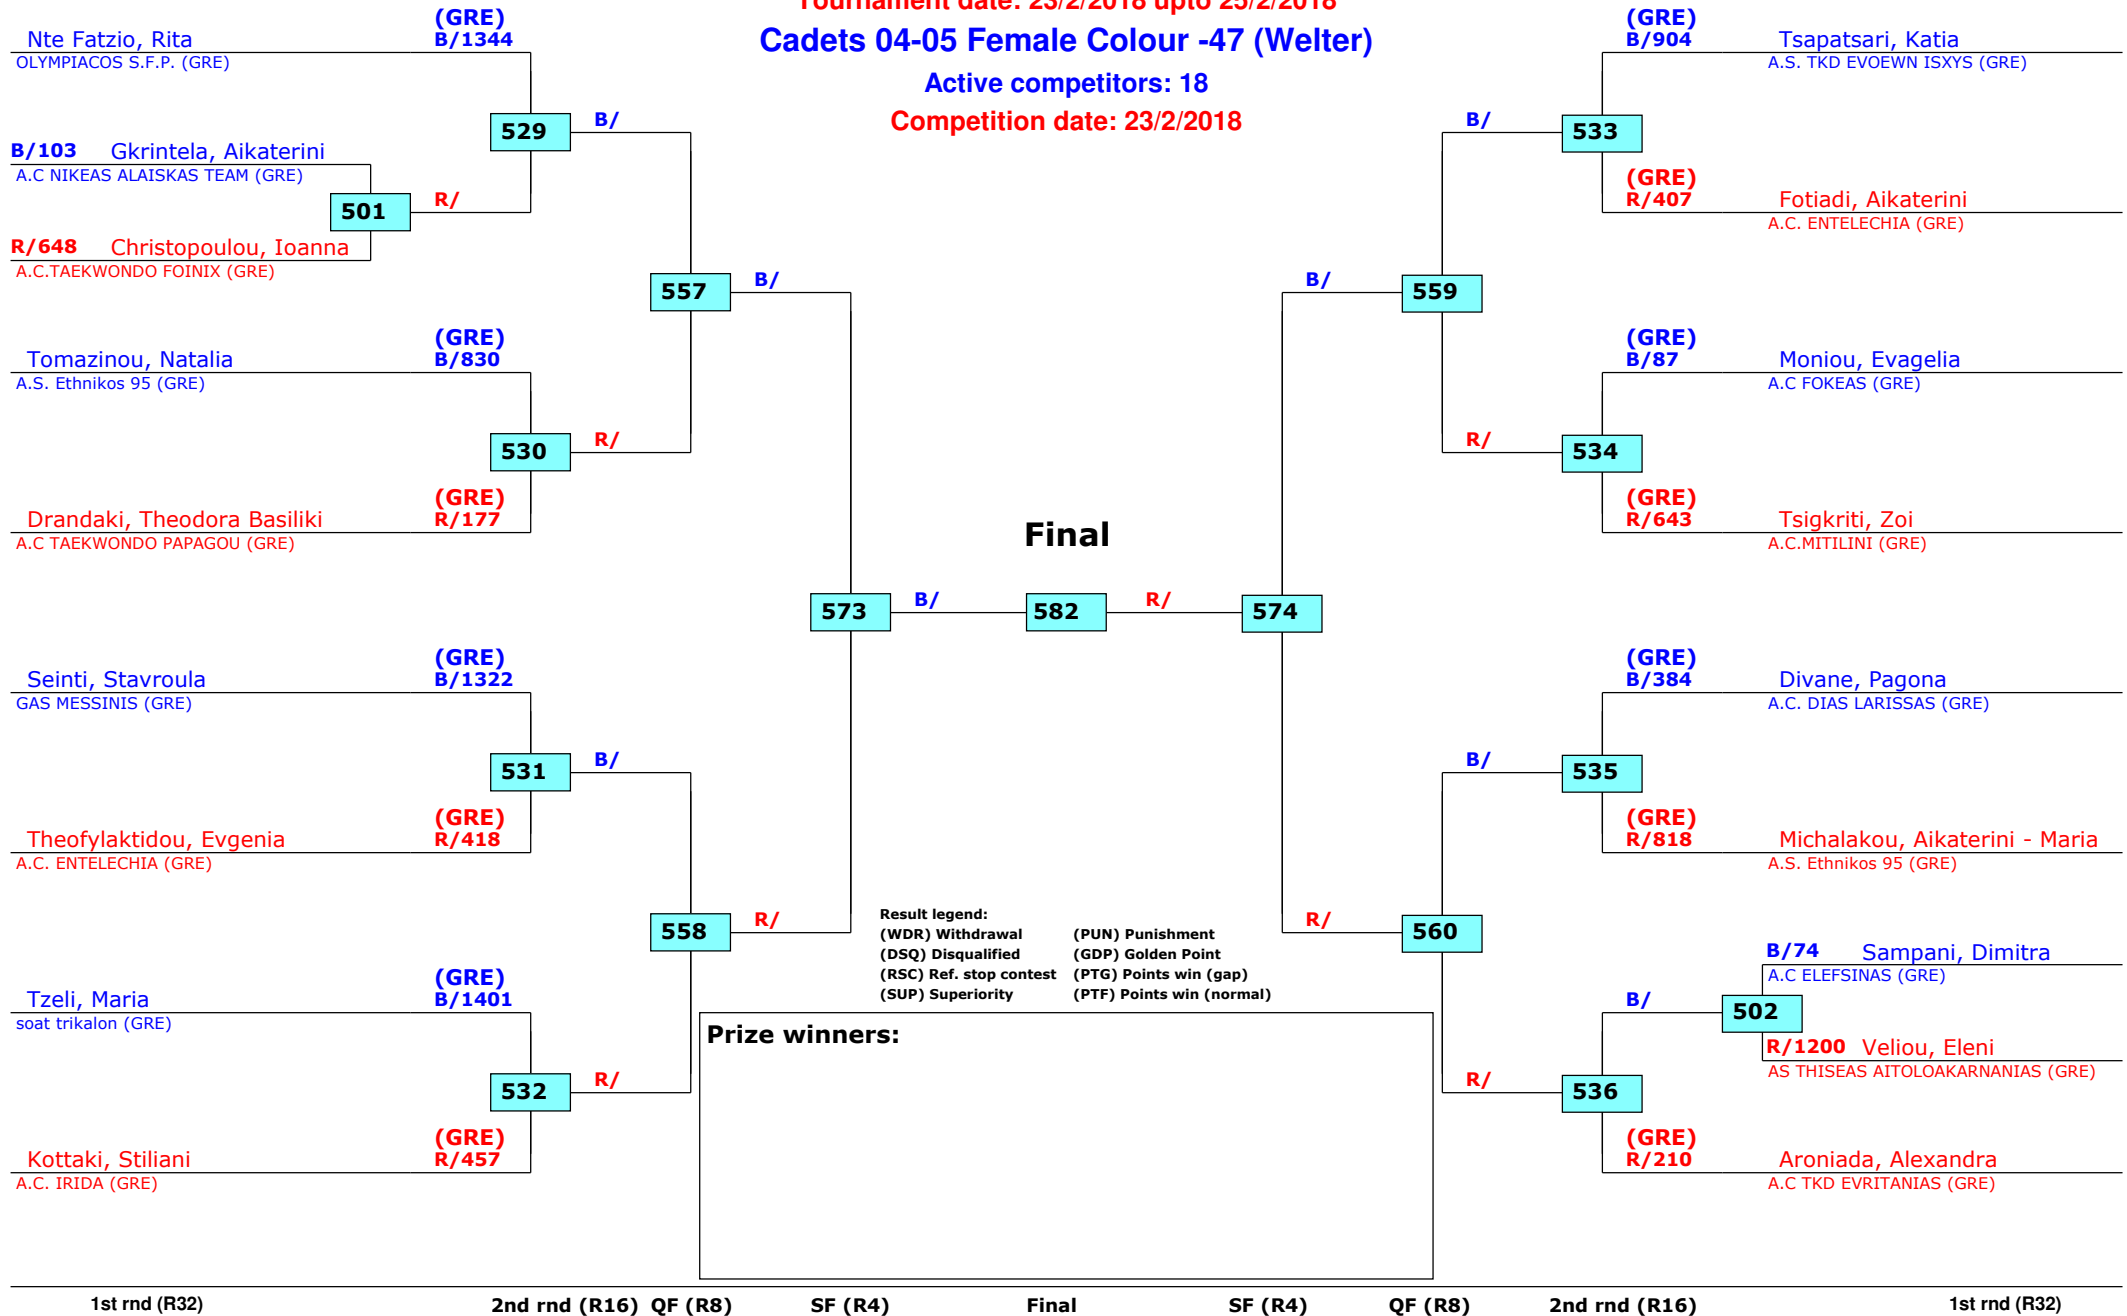 Tournament date: 23/2/2018 upto 25/2/2018
Cadets 04-05 Female Colour -47 (Welter)
Active competitors: 18
Competition date: 23/2/2018
(GRE)
Nte Fatzio, Rita B/1344
OLYMPIACOS S.F.P. (GRE)
529 B/
B/103 Gkrintela, Aikaterini
A.C NIKEAS ALAISKAS TEAM (GRE)
501 R/
R/648 Christopoulou, Ioanna
A.C.TAEKWONDO FOINIX (GRE)
557 B/
(GRE)
Tomazinou, Natalia B/830
A.S. Ethnikos 95 (GRE)
530 R/
(GRE)
Drandaki, Theodora Basiliki R/177
A.C TAEKWONDO PAPAGOU (GRE)
573 B/
(GRE)
Seinti, Stavroula B/1322
GAS MESSINIS (GRE)
531 B/
(GRE)
Theofylaktidou, Evgenia R/418
A.C. ENTELECHIA (GRE)
558 R/
(GRE)
Tzeli, Maria B/1401
soat trikalon (GRE)
532 R/
(GRE)
Kottaki, Stiliani R/457
A.C. IRIDA (GRE)
Final
582
(GRE)
B/904 Tsapatsari, Katia
A.S. TKD EVOEWN ISXYS (GRE)
B/ 533
(GRE)
R/407 Fotiadi, Aikaterini
A.C. ENTELECHIA (GRE)
B/ 559
(GRE)
B/87 Moniou, Evagelia
A.C FOKEAS (GRE)
R/ 534
(GRE)
R/643 Tsigkriti, Zoi
A.C.MITILINI (GRE)
R/ 574
(GRE)
B/384 Divane, Pagona
A.C. DIAS LARISSAS (GRE)
B/ 535
(GRE)
R/818 Michalakou, Aikaterini - Maria
A.S. Ethnikos 95 (GRE)
R/ 560
B/74 Sampani, Dimitra
A.C ELEFSINAS (GRE)
B/ 502
R/1200 Veliou, Eleni
AS THISEAS AITOLOAKARNANIAS (GRE)
R/ 536
(GRE)
R/210 Aroniada, Alexandra
A.C TKD EVRITANIAS (GRE)
Result legend:
(WDR) Withdrawal (PUN) Punishment
(DSQ) Disqualified (GDP) Golden Point
(RSC) Ref. stop contest (PTG) Points win (gap)
(SUP) Superiority (PTF) Points win (normal)
Prize winners:
1st rnd (R32) 2nd rnd (R16) QF (R8) SF (R4) Final SF (R4) QF (R8) 2nd rnd (R16) 1st rnd (R32)